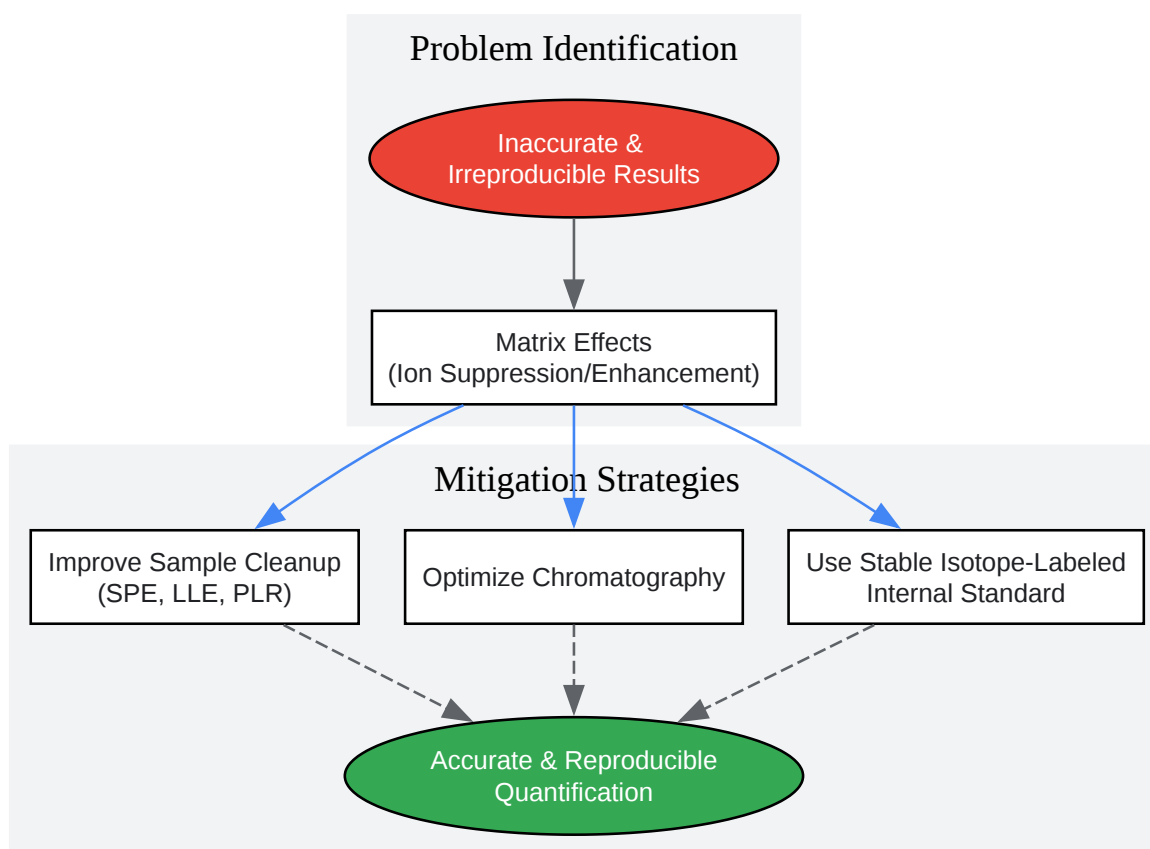 Problem Identification
Inaccurate &
Irreproducible Results
Matrix Effects
(Ion Suppression/Enhancement)
Mitigation Strategies
Improve Sample Cleanup
(SPE, LLE, PLR)
Optimize Chromatography
Use Stable Isotope-Labeled
Internal Standard
Accurate & Reproducible
Quantification